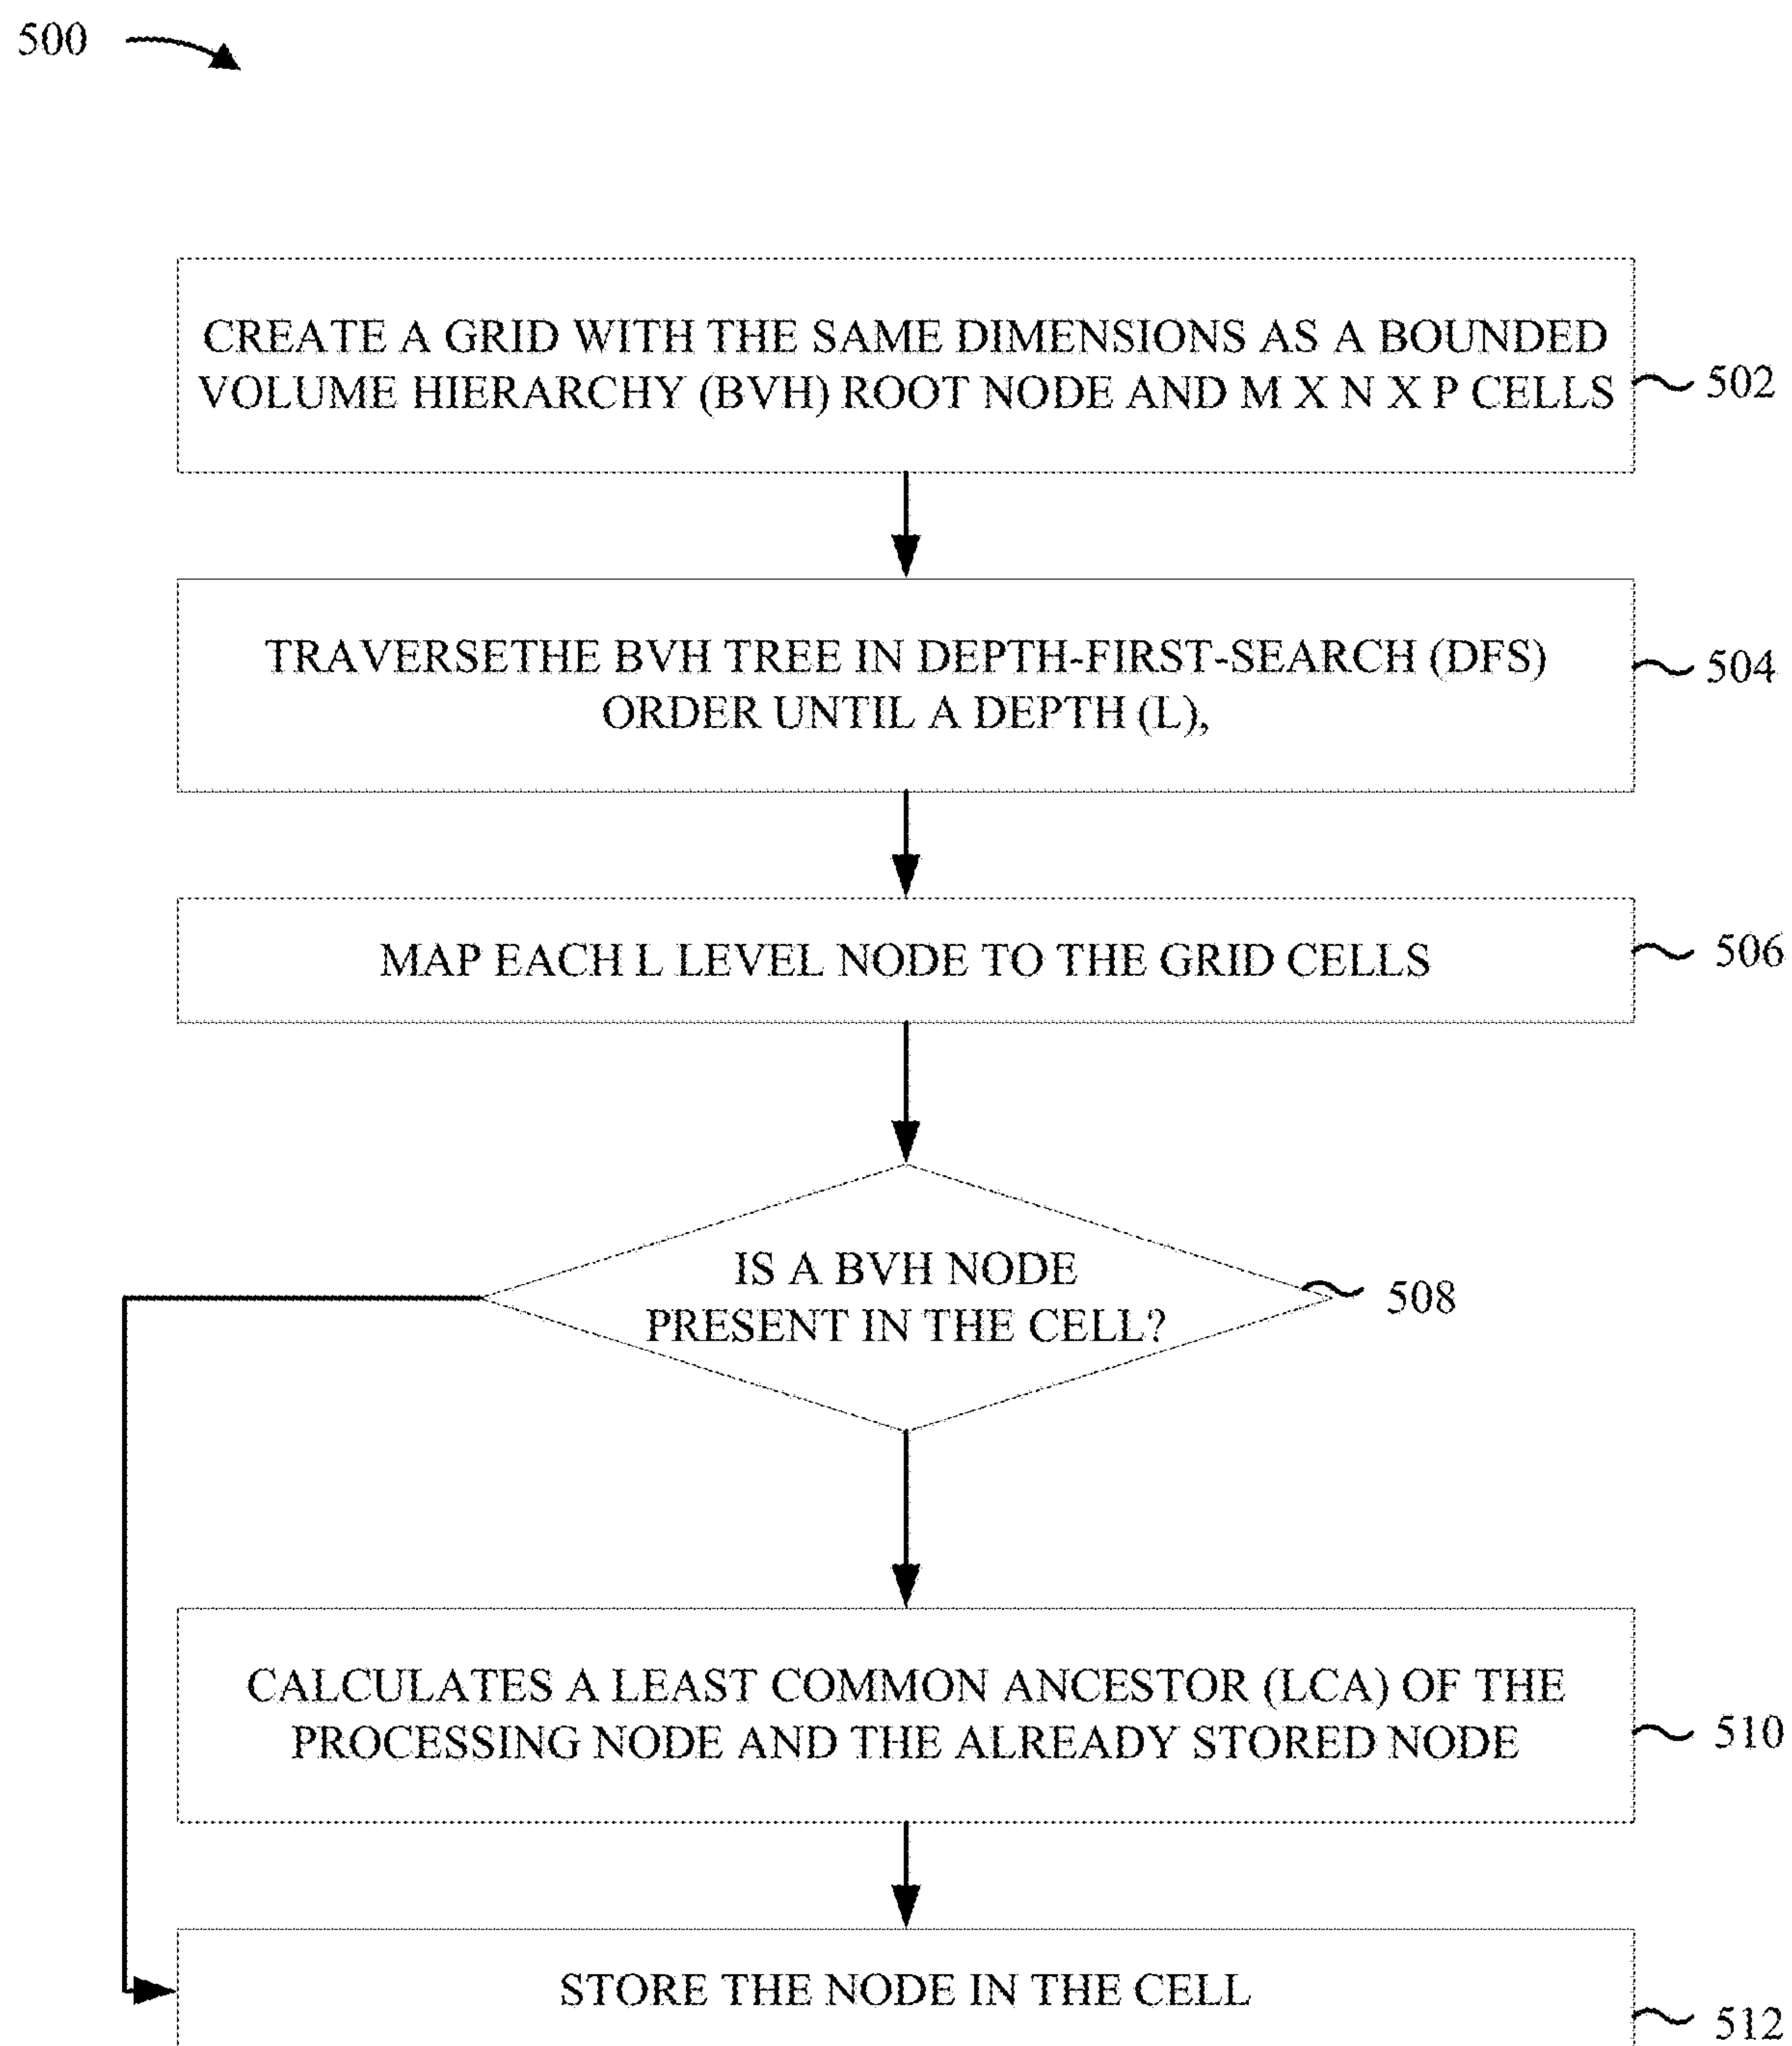 500
CREATE A GRID WITH THE SAME DIMENSIONS AS A BOUNDED
VOLUME HIERARCHY (BVH) ROOT NODE AND M X N X P CELLS
502
TRAVERSETHE BVH TREE IN DEPTH-FIRST-SEARCH (DFS)
ORDER UNTIL A DEPTH (L),
504
MAP EACH L LEVEL NODE TO THE GRID CELLS
506
IS A BVH NODE
PRESENT IN THE CELL?
508
CALCULATES A LEAST COMMON ANCESTOR (LCA) OF THE
PROCESSING NODE AND THE ALREADY STORED NODE
510
STORE THE NODE IN THE CELL
512